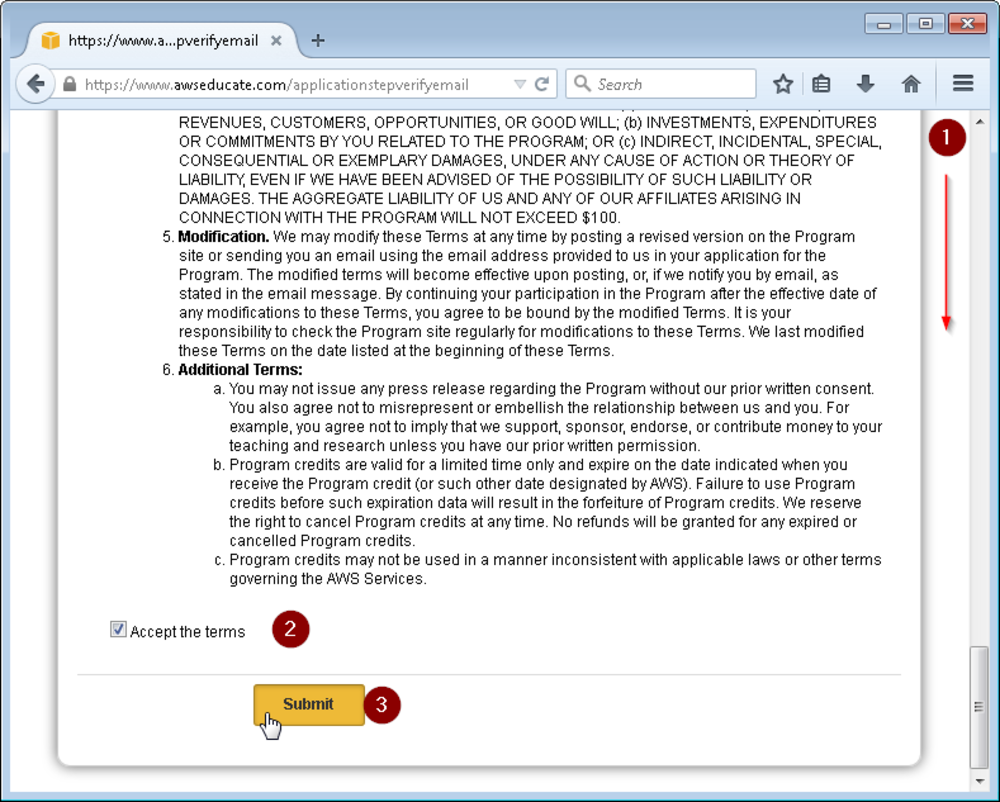 https://www.a...pverifyemail
https://www.awseducate.com/applicationstepverifyemail
Search
REVENUES, CUSTOMERS, OPPORTUNITIES, OR GOOD WILL; (b) INVESTMENTS, EXPENDITURES
OR COMMITMENTS BY YOU RELATED TO THE PROGRAM; OR (c) INDIRECT, INCIDENTAL, SPECIAL,
CONSEQUENTIAL OR EXEMPLARY DAMAGES, UNDER ANY CAUSE OF ACTION OR THEORY OF
LIABILITY, EVEN IF WE HAVE BEEN ADVISED OF THE POSSIBILITY OF SUCH LIABILITY OR
DAMAGES. THE AGGREGATE LIABILITY OF US AND ANY OF OUR AFFILIATES ARISING IN
CONNECTION WITH THE PROGRAM WILL NOT EXCEED $100.
1
5. Modification. We may modify these Terms at any time by posting a revised version on the Program
site or sending you an email using the email address provided to us in your application for the
Program. The modified terms will become effective upon posting, or, if we notify you by email, as
stated in the email message. By continuing your participation in the Program after the effective date of
any modifications to these Terms, you agree to be bound by the modified Terms. It is your
responsibility to check the Program site regularly for modifications to these Terms. We last modified
these Terms on the date listed at the beginning of these Terms.
6. Additional Terms:
a. You may not issue any press release regarding the Program without our prior written consent.
You also agree not to misrepresent or embellish the relationship between us and you. For
example, you agree not to imply that we support, sponsor, endorse, or contribute money to your
teaching and research unless you have our prior written permission.
b. Program credits are valid for a limited time only and expire on the date indicated when you
receive the Program credit (or such other date designated by AWS). Failure to use Program
credits before such expiration data will result in the forfeiture of Program credits. We reserve
the right to cancel Program credits at any time. No refunds will be granted for any expired or
cancelled Program credits.
c. Program credits may not be used in a manner inconsistent with applicable laws or other terms
governing the AWS Services.
Accept the terms 2
Submit 3